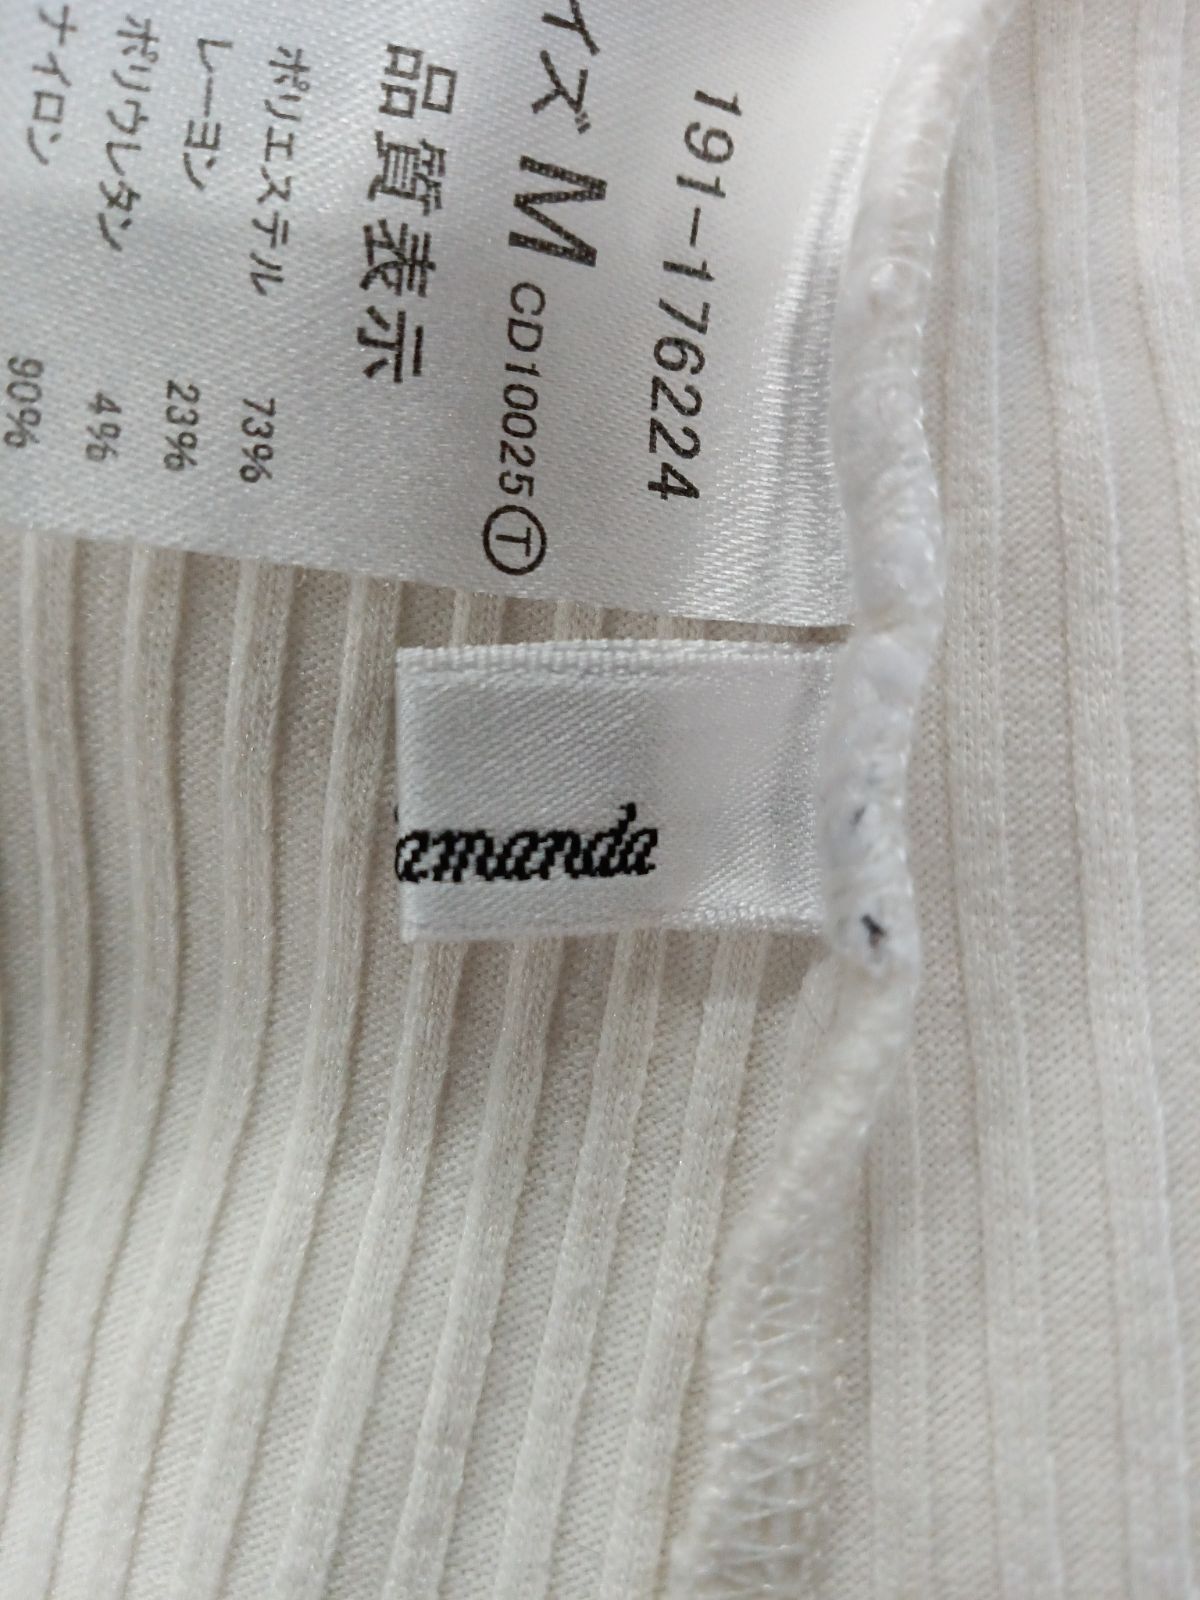 191-176224
イズ M CD10025 Ⓣ
品質表示
ポリエステル 73%
レーヨン 23%
ポリウレタン 4%
ナイロン 90%
amanda